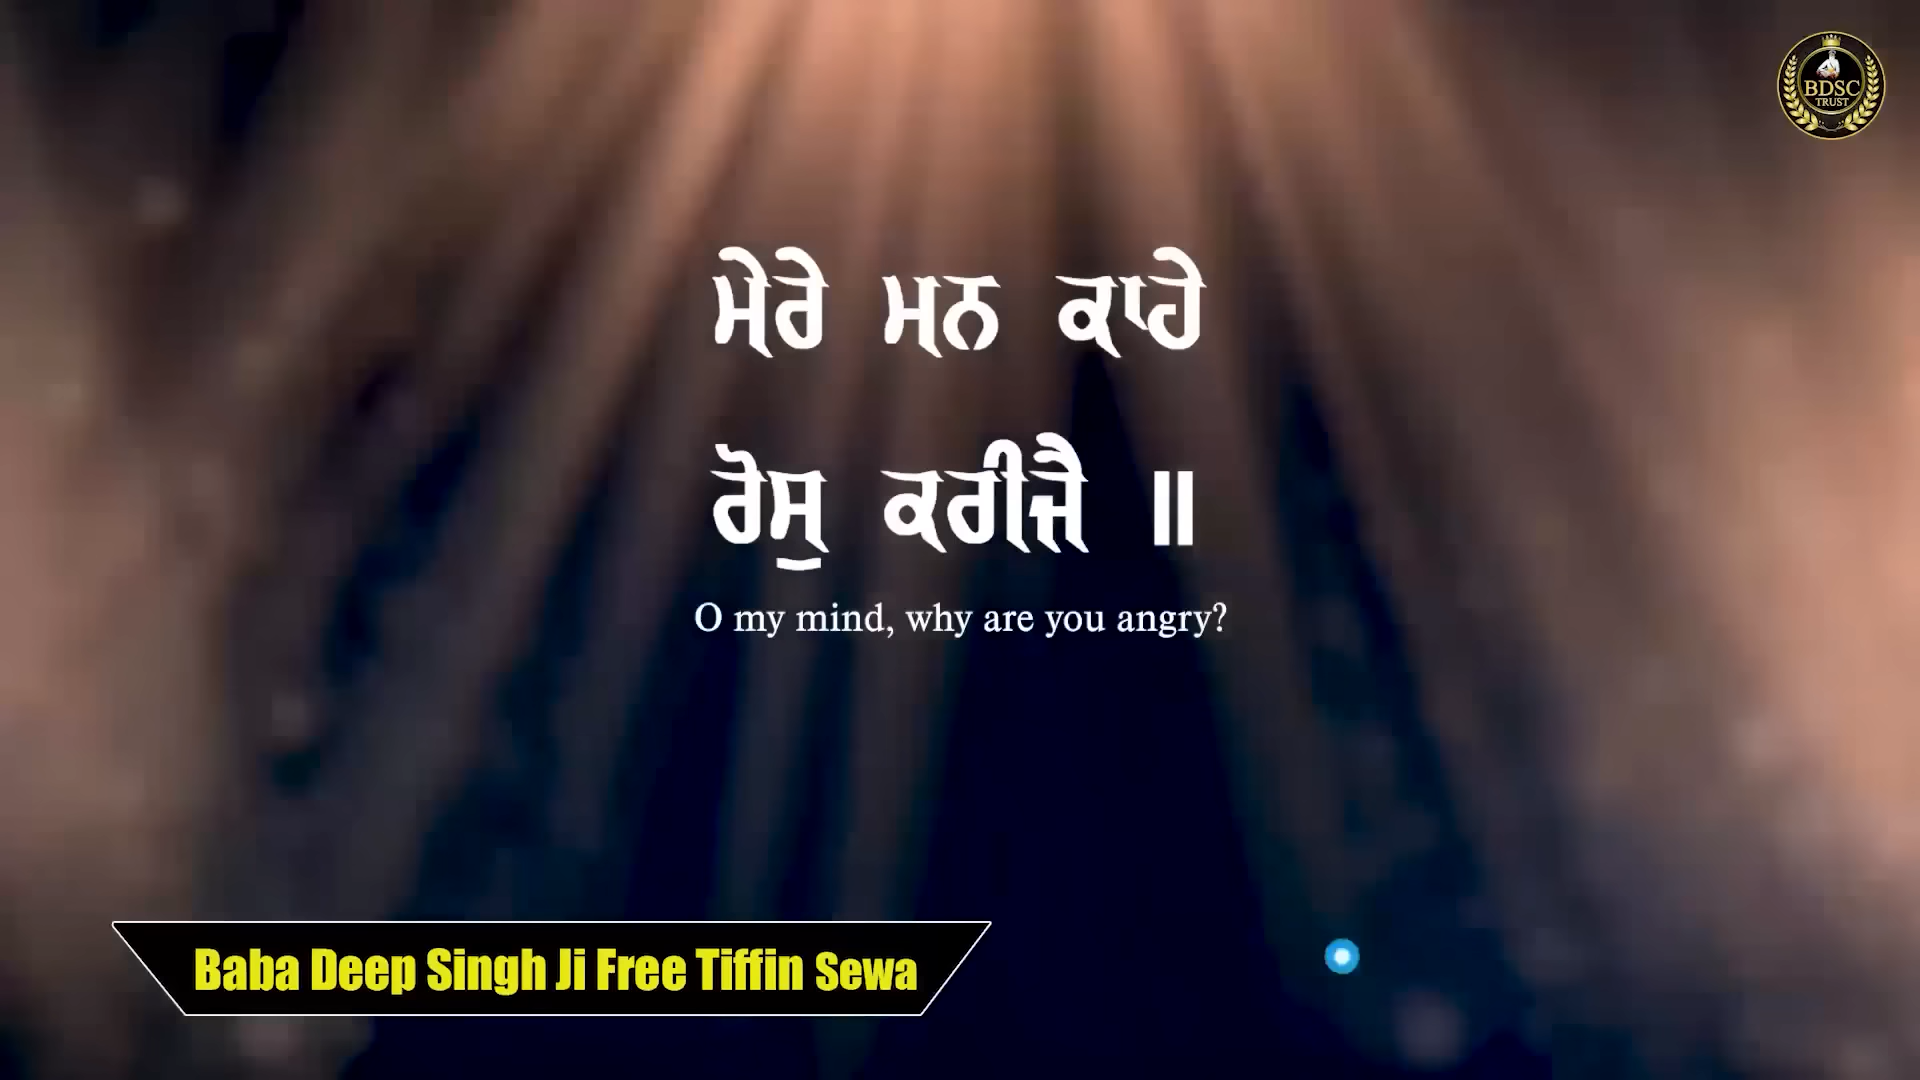 BDSC
TRUST
ਮੇਰੇ ਮਨ ਕਾਹੇ
ਰੋਸੁ ਕਰੀਜੈ ॥
O my mind, why are you angry?
Baba Deep Singh Ji Free Tiffin Sewa